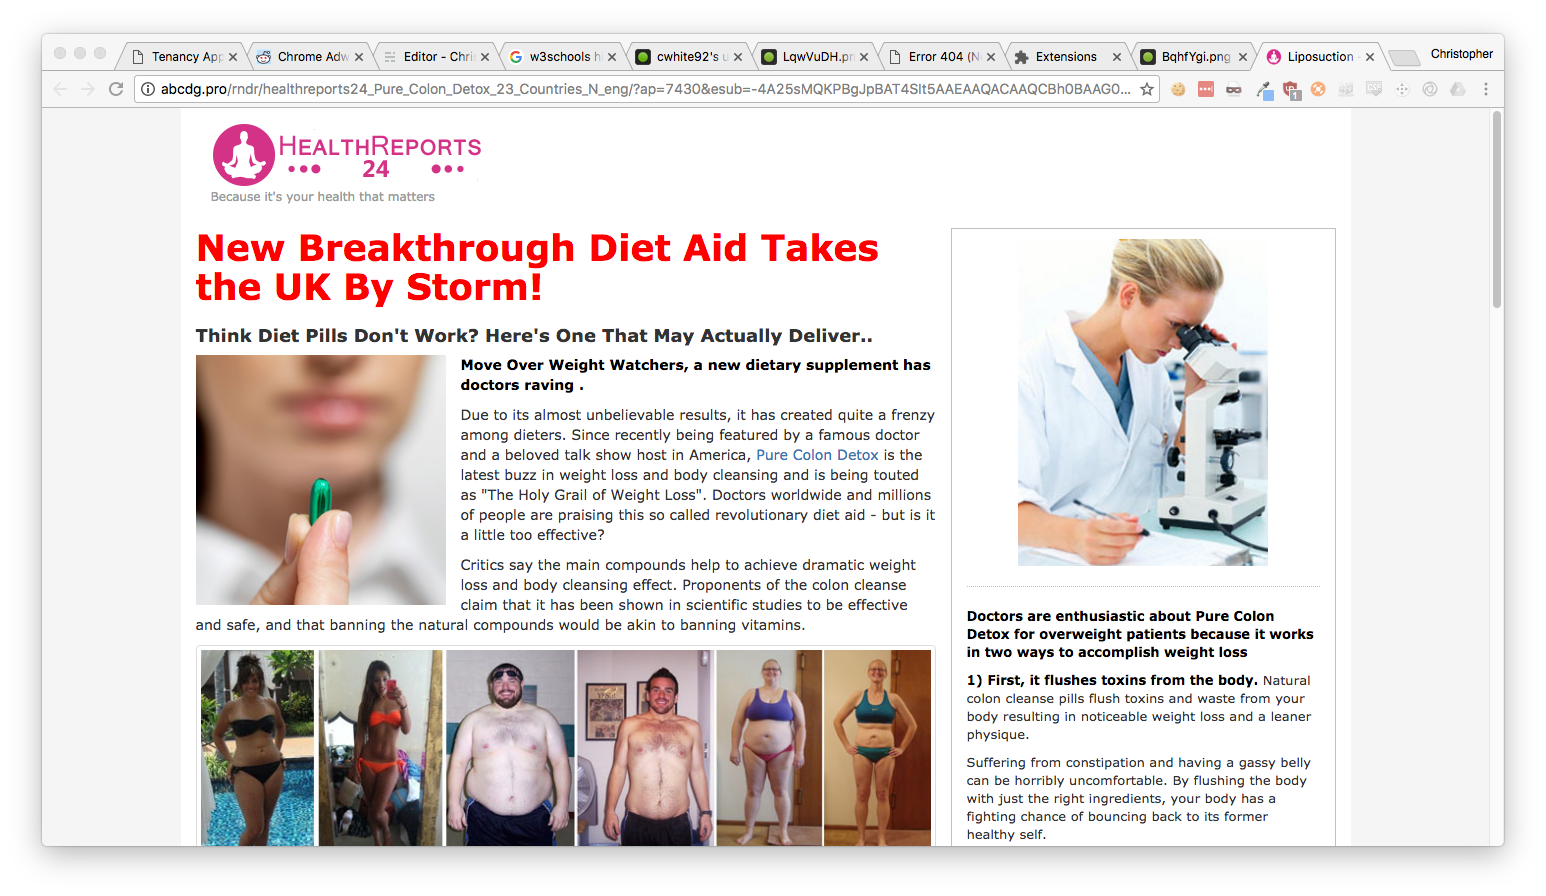 Tenancy App
Chrome Adw
Editor - Chri
w3schools h
cwhite92's u
LqwVuDH.pn
Error 404 (N
Extensions
BqhfYgi.png
Liposuction -
Christopher
abcdg.pro/rndr/healthreports24_Pure_Colon_Detox_23_Countries_N_eng/?ap=7430&esub=-4A25sMQKPBgJpBAT4SIt5AAEAAQACAAQCBh0BAAG0...
HEALTHREPORTS
24
Because it's your health that matters
New Breakthrough Diet Aid Takes
the UK By Storm!
Think Diet Pills Don't Work? Here's One That May Actually Deliver..
Move Over Weight Watchers, a new dietary supplement has
doctors raving .
Due to its almost unbelievable results, it has created quite a frenzy
among dieters. Since recently being featured by a famous doctor
and a beloved talk show host in America, Pure Colon Detox is the
latest buzz in weight loss and body cleansing and is being touted
as "The Holy Grail of Weight Loss". Doctors worldwide and millions
of people are praising this so called revolutionary diet aid - but is it
a little too effective?
Critics say the main compounds help to achieve dramatic weight
loss and body cleansing effect. Proponents of the colon cleanse
claim that it has been shown in scientific studies to be effective
and safe, and that banning the natural compounds would be akin to banning vitamins.
Doctors are enthusiastic about Pure Colon
Detox for overweight patients because it works
in two ways to accomplish weight loss
1) First, it flushes toxins from the body. Natural
colon cleanse pills flush toxins and waste from your
body resulting in noticeable weight loss and a leaner
physique.
Suffering from constipation and having a gassy belly
can be horribly uncomfortable. By flushing the body
with just the right ingredients, your body has a
fighting chance of bouncing back to its former
healthy self.